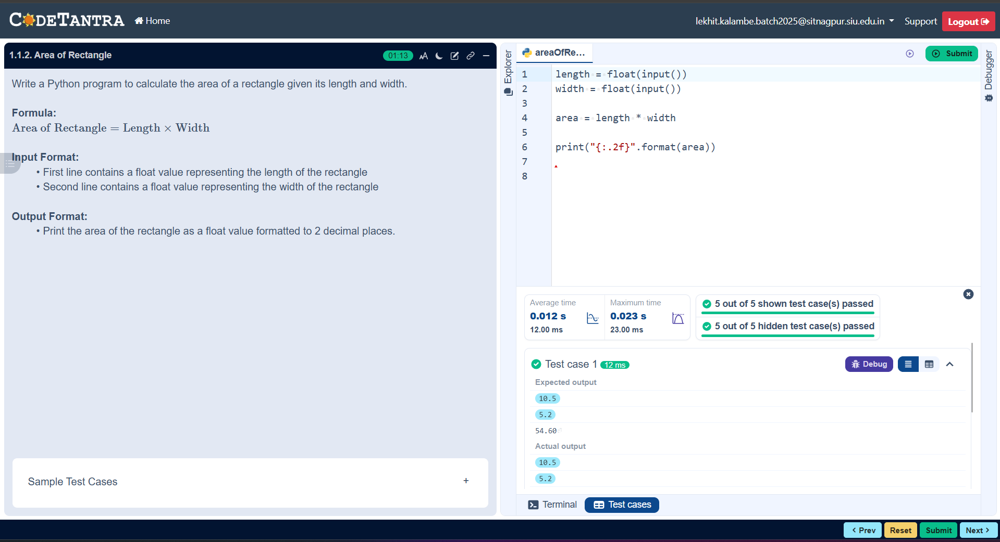 CODETANTRA Home
lekhit.kalambe.batch2025@sitnagpur.siu.edu.in Support Logout
1.1.2. Area of Rectangle
01:13 AA
Write a Python program to calculate the area of a rectangle given its length and width.
Formula:
Area of Rectangle = Length × Width
Input Format:
• First line contains a float value representing the length of the rectangle
• Second line contains a float value representing the width of the rectangle
Output Format:
• Print the area of the rectangle as a float value formatted to 2 decimal places.
Sample Test Cases +
Explorer
areaOfRe...
Submit
Debugger
1 length = float(input())
2 width = float(input())
3
4 area = length * width
5
6 print("{:.2f}".format(area))
7
8
Average time
0.012 s
12.00 ms
Maximum time
0.023 s
23.00 ms
5 out of 5 shown test case(s) passed
5 out of 5 hidden test case(s) passed
Test case 1 12 ms
Debug
Expected output
10.5
5.2
54.60
Actual output
10.5
5.2
Terminal Test cases
< Prev Reset Submit Next >